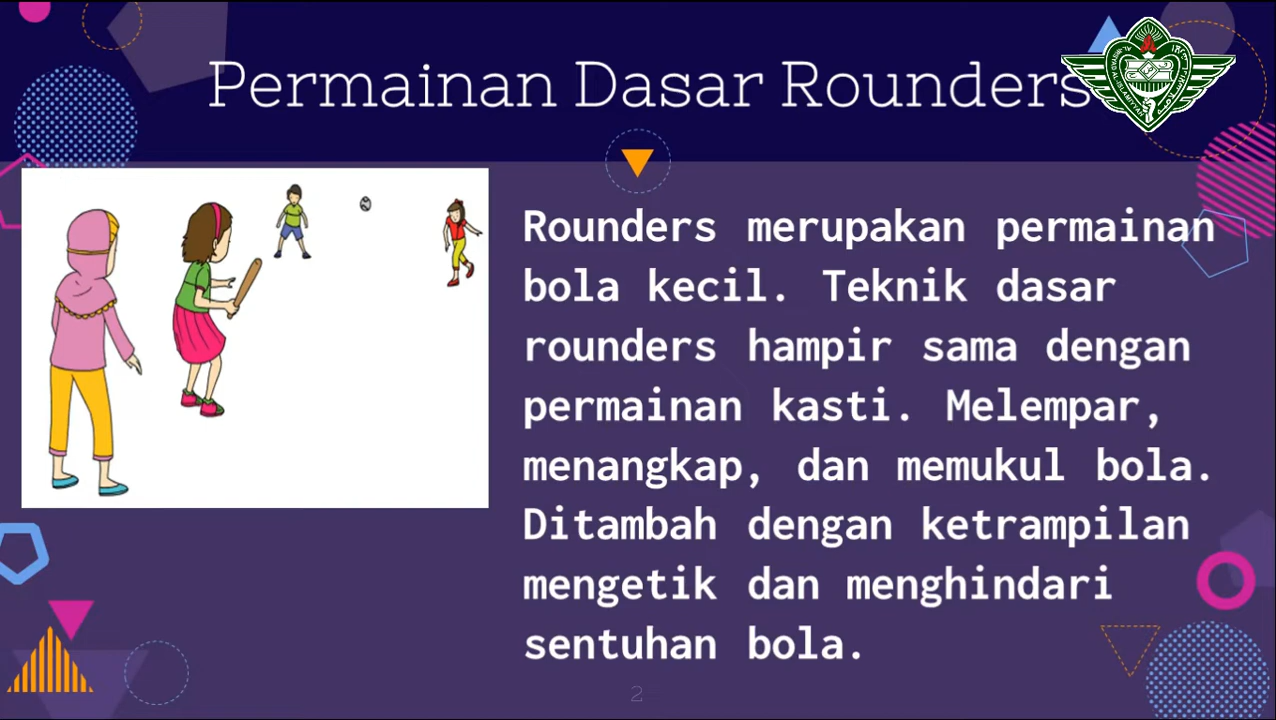 Permainan Dasar Rounders
Rounders merupakan permainan
bola kecil. Teknik dasar
rounders hampir sama dengan
permainan kasti. Melempar,
menangkap, dan memukul bola.
Ditambah dengan ketrampilan
mengetik dan menghindari
sentuhan bola.
2